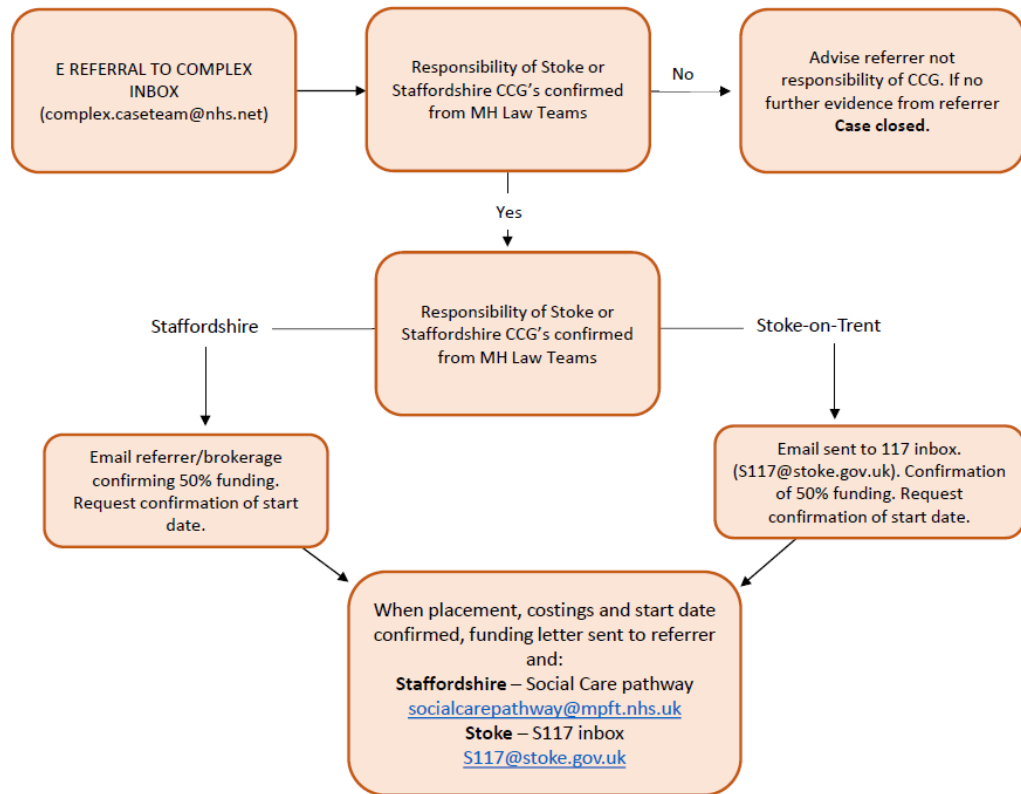 E REFERRAL TO COMPLEX
INBOX
(complex.caseteam@nhs.net)
Responsibility of Stoke or
Staffordshire CCG's confirmed
from MH Law Teams
No
Advise referrer not
responsibility of CCG. If no
further evidence from referrer
Case closed.
Yes
Responsibility of Stoke or
Staffordshire CCG's confirmed
from MH Law Teams
Staffordshire
Stoke-on-Trent
Email referrer/brokerage
confirming 50% funding.
Request confirmation of start
date.
Email sent to 117 inbox.
(S117@stoke.gov.uk). Confirmation
of 50% funding. Request
confirmation of start date.
When placement, costings and start date
confirmed, funding letter sent to referrer
and:
Staffordshire – Social Care pathway
socialcarepathway@mpft.nhs.uk
Stoke – S117 inbox
S117@stoke.gov.uk